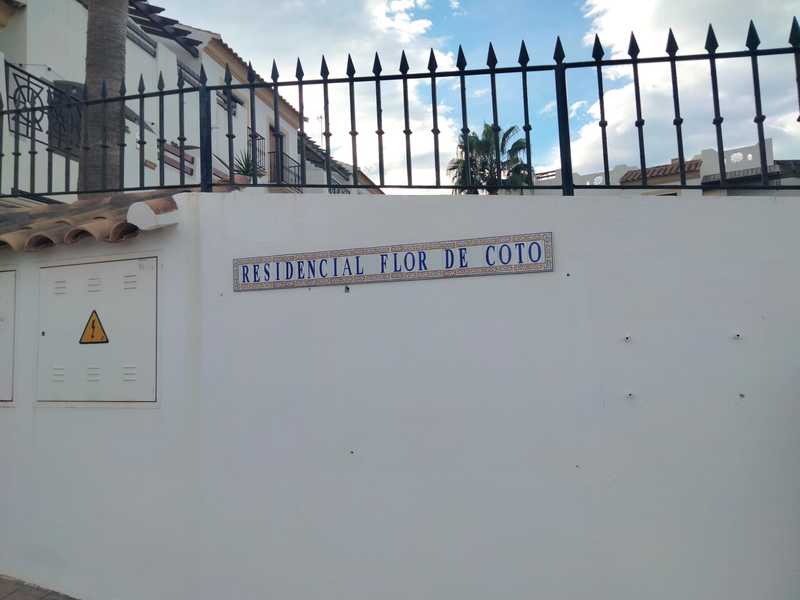 RESIDENCIAL FLOR DE COTO